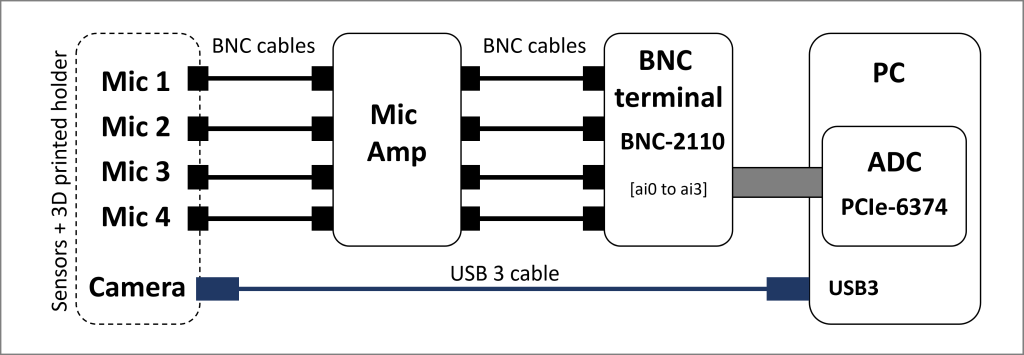 Sensors + 3D printed holder
BNC cables
BNC cables
Mic 1
Mic 2
Mic 3
Mic 4
Camera
Mic
Amp
BNC
terminal
BNC-2110
[ai0 to ai3]
PC
ADC
PCIe-6374
USB 3 cable
USB3